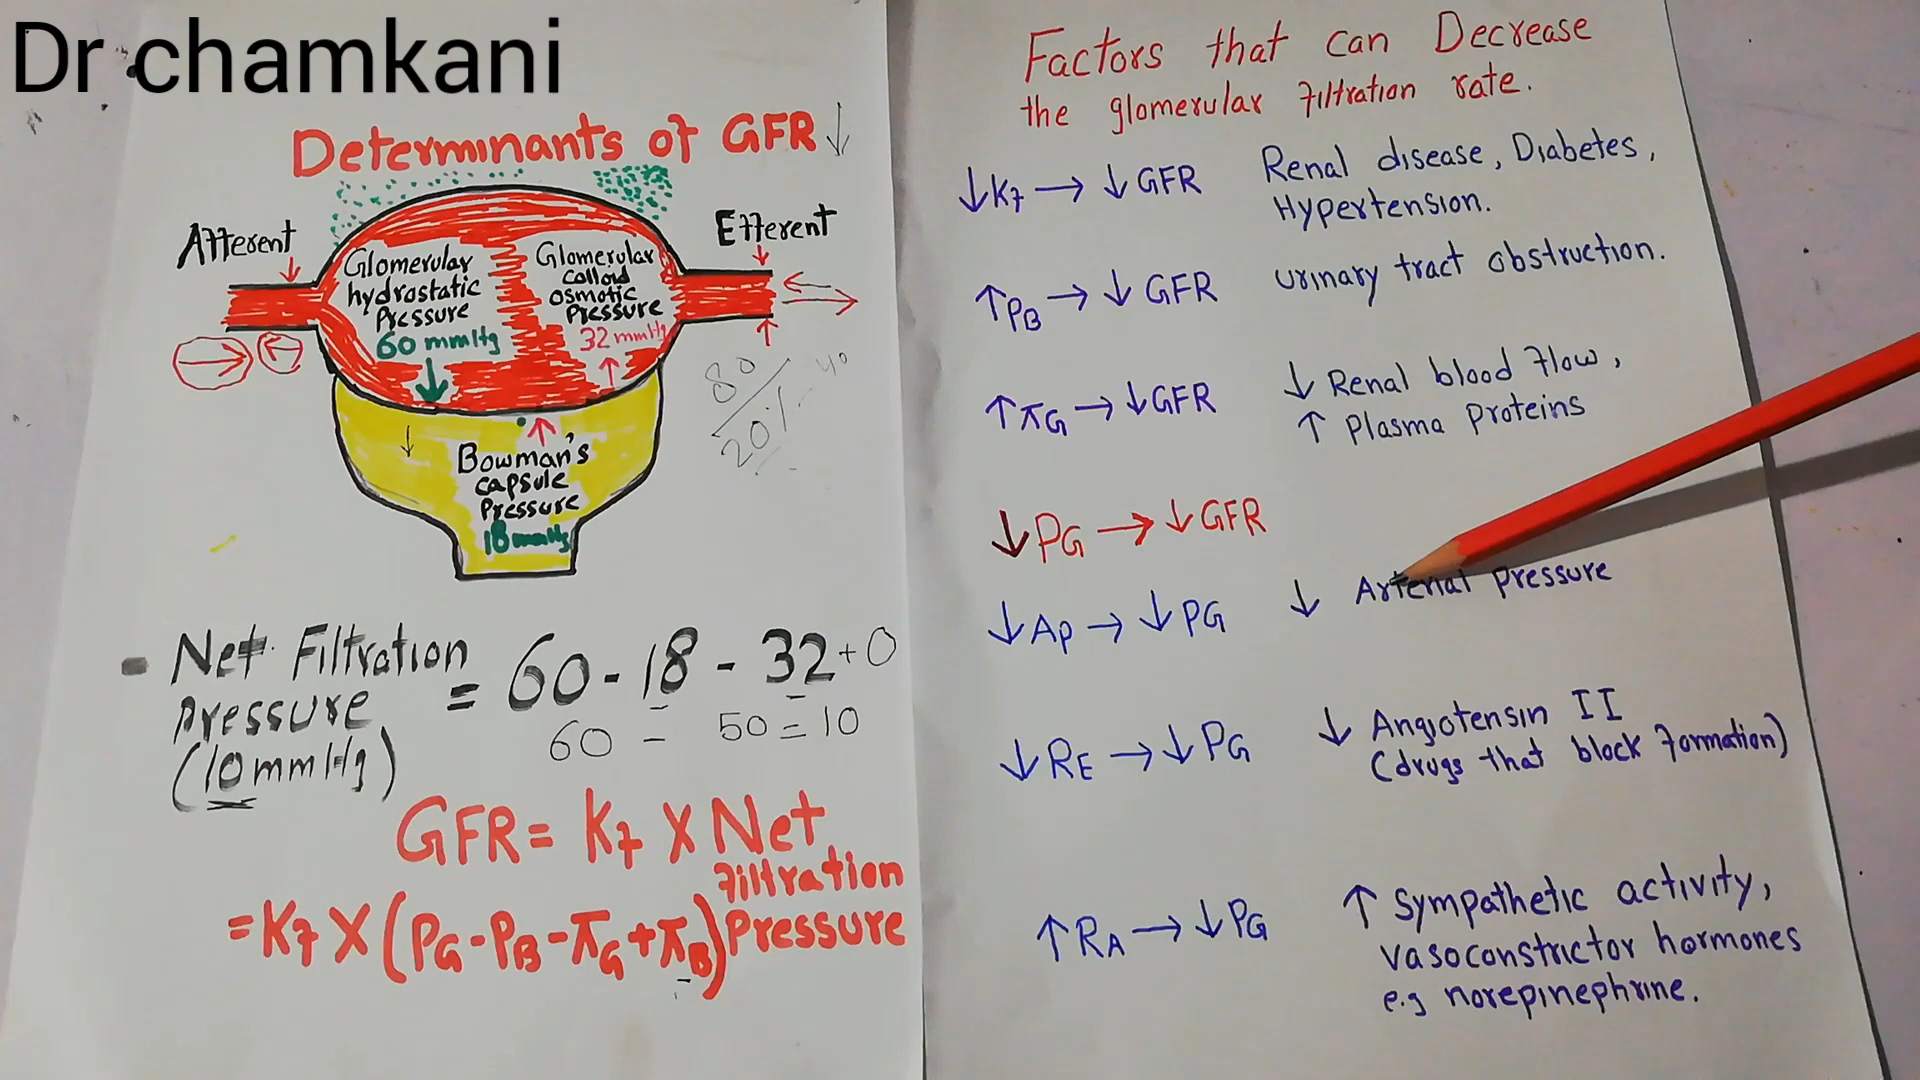 Dr chamkani
Determinants of GFR ↓
Afferent
Efferent
Glomerular
hydrostatic
Pressure
60 mmHg
Glomerular
colloid
osmotic
Pressure
32 mmHg
Bowman's
capsule
Pressure
18 mmHg
80
20%
40
- Net Filtration
Pressure
(10mmHg)
= 60 - 18 - 32 + 0
60 - 50 = 10
GFR = Kf X Net
Filtration
Pressure
= Kf X (PG - PB - πG + πB)
Factors that can Decrease
the glomerular filtration rate.
↓Kf → ↓ GFR Renal disease, Diabetes,
Hypertension.
↑PB → ↓ GFR urinary tract obstruction.
↑πG → ↓GFR ↓ Renal blood flow,
↑ Plasma Proteins
↓PG → ↓GFR
↓Ap → ↓PG ↓ Arterial Pressure
↓RE → ↓PG ↓ Angiotensin II
(drugs that block formation)
↑RA → ↓PG ↑ Sympathetic activity,
vasoconstrictor hormones
e.g norepinephrine.